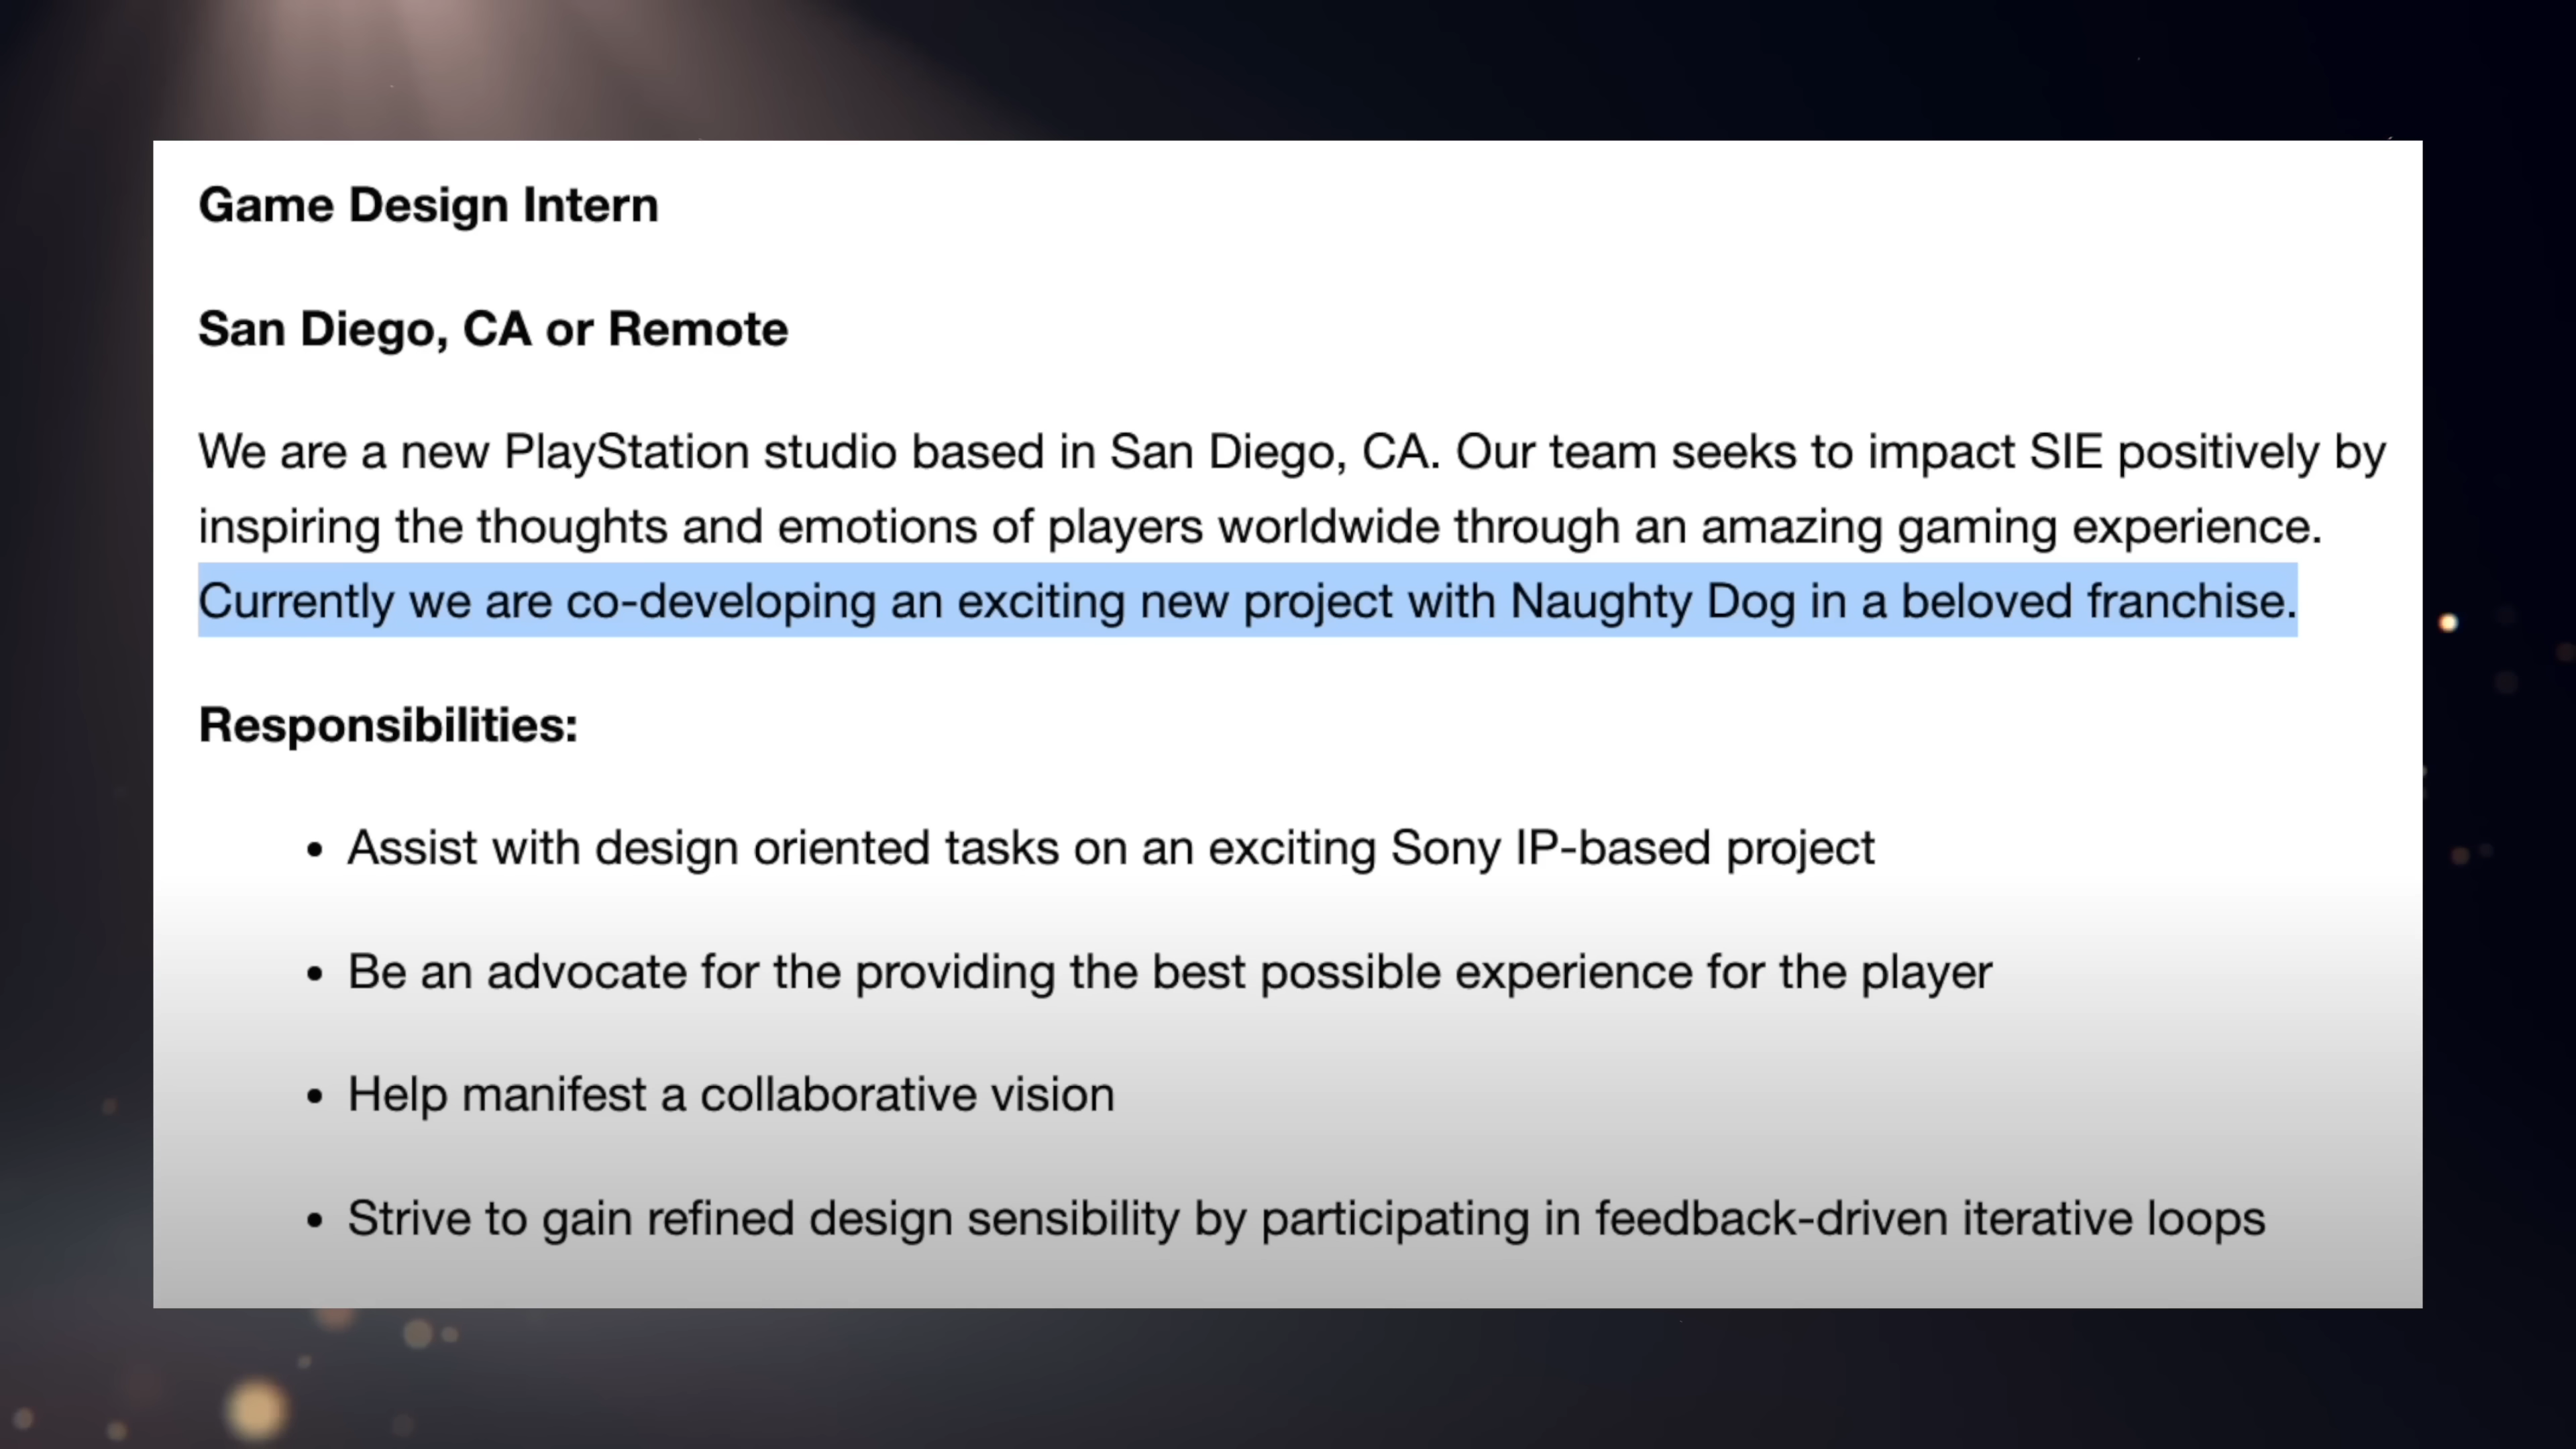 Game Design Intern
San Diego, CA or Remote
We are a new PlayStation studio based in San Diego, CA. Our team seeks to impact SIE positively by
inspiring the thoughts and emotions of players worldwide through an amazing gaming experience.
Currently we are co-developing an exciting new project with Naughty Dog in a beloved franchise.
Responsibilities:
• Assist with design oriented tasks on an exciting Sony IP-based project
• Be an advocate for the providing the best possible experience for the player
• Help manifest a collaborative vision
• Strive to gain refined design sensibility by participating in feedback-driven iterative loops